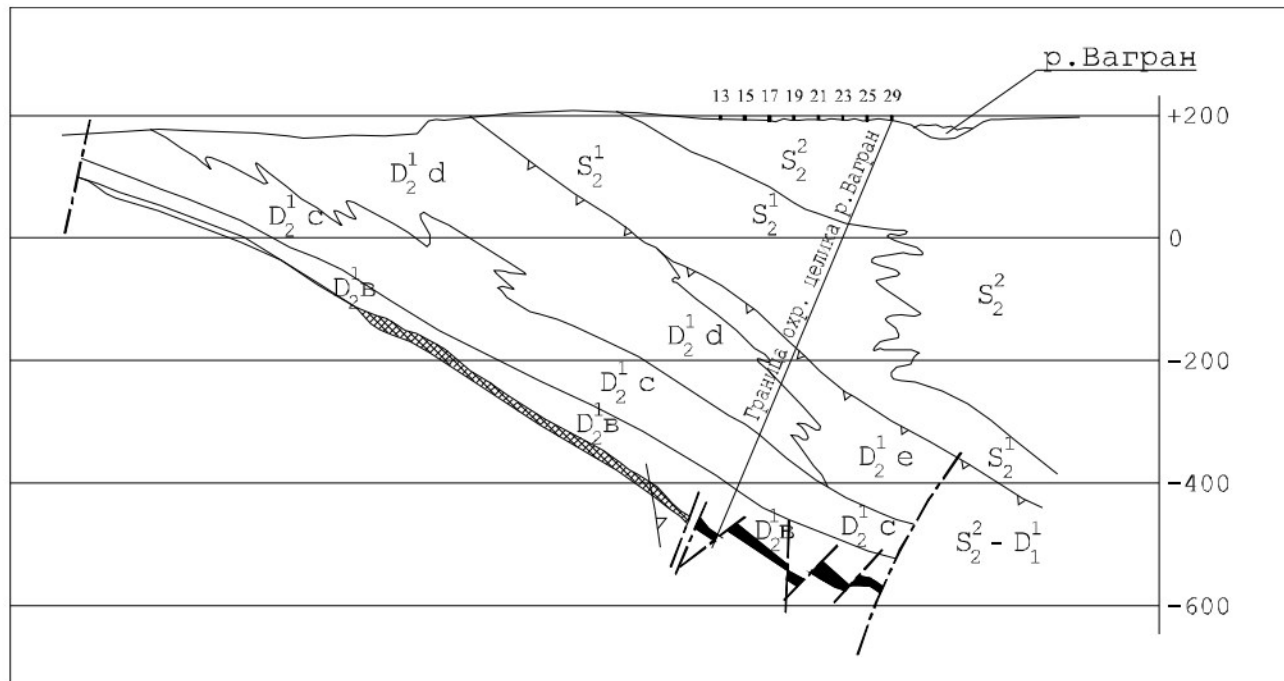 р.Вагран
13 15 17 19 21 23 25 29
+200
D₂¹ d
S₂¹
S₂²
D₂¹ c
S₂¹
0
D₂¹в
S₂²
Граница охр. целика р.Вагран
D₂¹ d
-200
D₂¹ c
D₂¹в
D₂¹ e
S₂¹
-400
D₂¹в
D₂¹ c
S₂² - D₁¹
-600